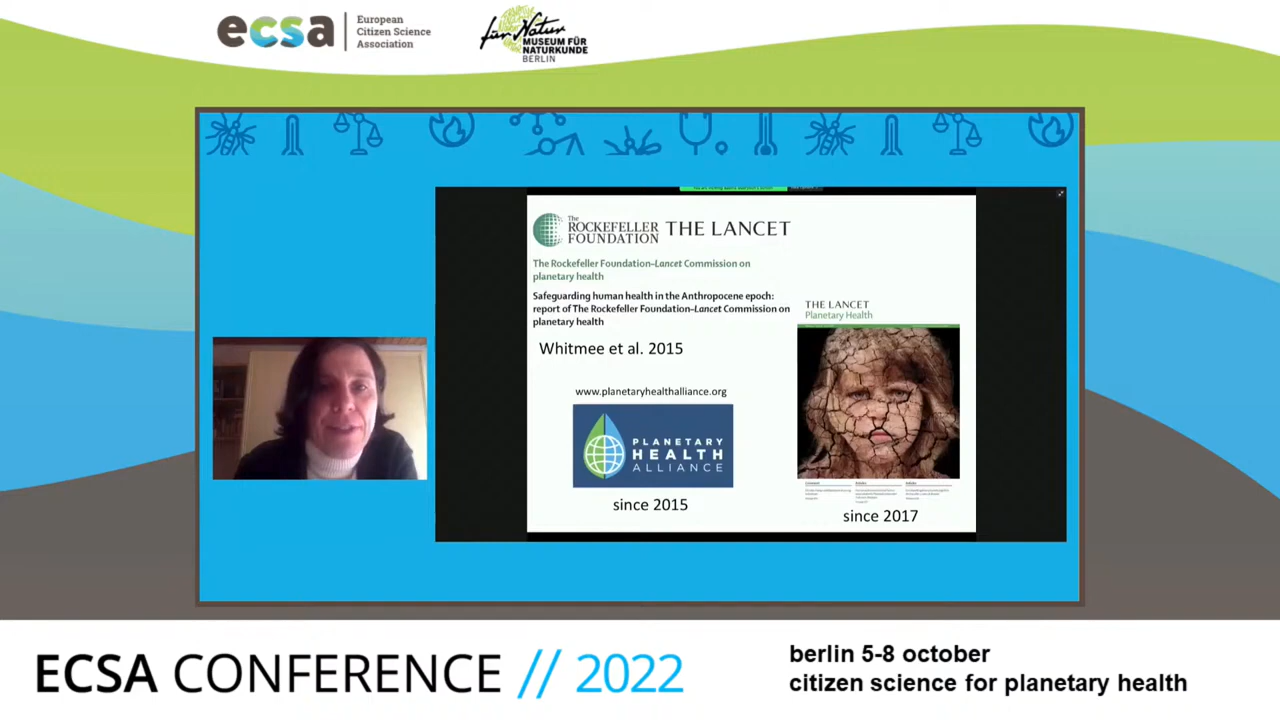 ecsa
European
Citizen Science
Association
für Natur
MUSEUM FÜR
NATURKUNDE
BERLIN
The
ROCKEFELLER
FOUNDATION
THE LANCET
The Rockefeller Foundation–Lancet Commission on
planetary health
Safeguarding human health in the Anthropocene epoch:
report of The Rockefeller Foundation–Lancet Commission on
planetary health
Whitmee et al. 2015
www.planetaryhealthalliance.org
PLANETARY
HEALTH
ALLIANCE
since 2015
THE LANCET
Planetary Health
since 2017
ECSA CONFERENCE // 2022
berlin 5-8 october
citizen science for planetary health